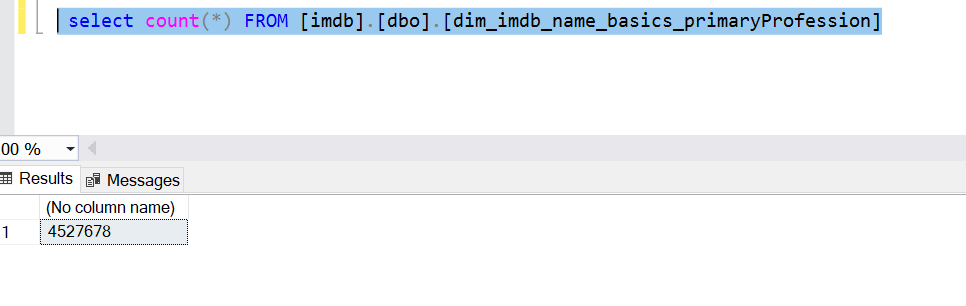 select count(*) FROM [imdb].[dbo].[dim_imdb_name_basics_primaryProfession]
00 %
Results Messages
(No column name)
1 4527678